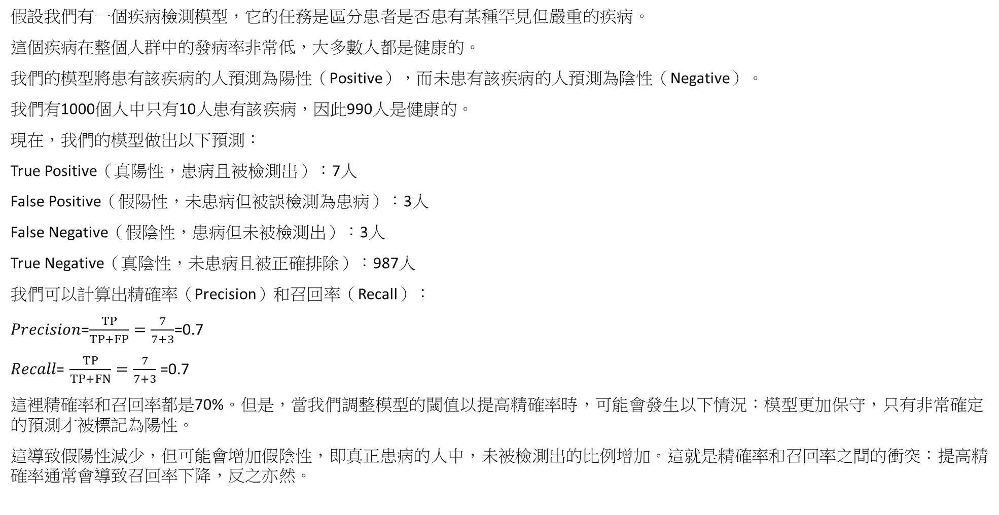 假設我們有一個疾病檢測模型，它的任務是區分患者是否患有某種罕見但嚴重的疾病。
這個疾病在整個人群中的發病率非常低，大多數人都是健康的。
我們的模型將患有該疾病的人預測為陽性（Positive），而未患有該疾病的人預測為陰性（Negative）。
我們有1000個人中只有10人患有該疾病，因此990人是健康的。
現在，我們的模型做出以下預測：
True Positive（真陽性，患病且被檢測出）：7人
False Positive（假陽性，未患病但被誤檢測為患病）：3人
False Negative（假陰性，患病但未被檢測出）：3人
True Negative（真陰性，未患病且被正確排除）：987人
我們可以計算出精確率（Precision）和召回率（Recall）：
Precision=TP/(TP+FP) = 7/(7+3)=0.7
Recall= TP/(TP+FN) = 7/(7+3) =0.7
這裡精確率和召回率都是70%。但是，當我們調整模型的閾值以提高精確率時，可能會發生以下情況：模型更加保守，只有非常確定
的預測才被標記為陽性。
這導致假陽性減少，但可能會增加假陰性，即真正患病的人中，未被檢測出的比例增加。這就是精確率和召回率之間的衝突：提高精
確率通常會導致召回率下降，反之亦然。